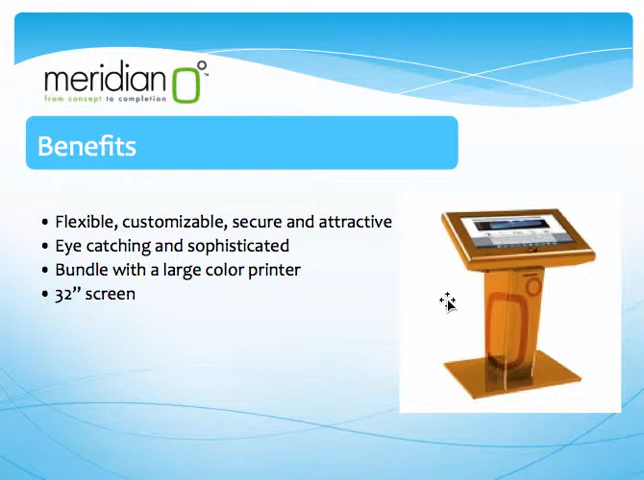 meridian
from concept to completion
Benefits
• Flexible, customizable, secure and attractive
• Eye catching and sophisticated
• Bundle with a large color printer
• 32” screen